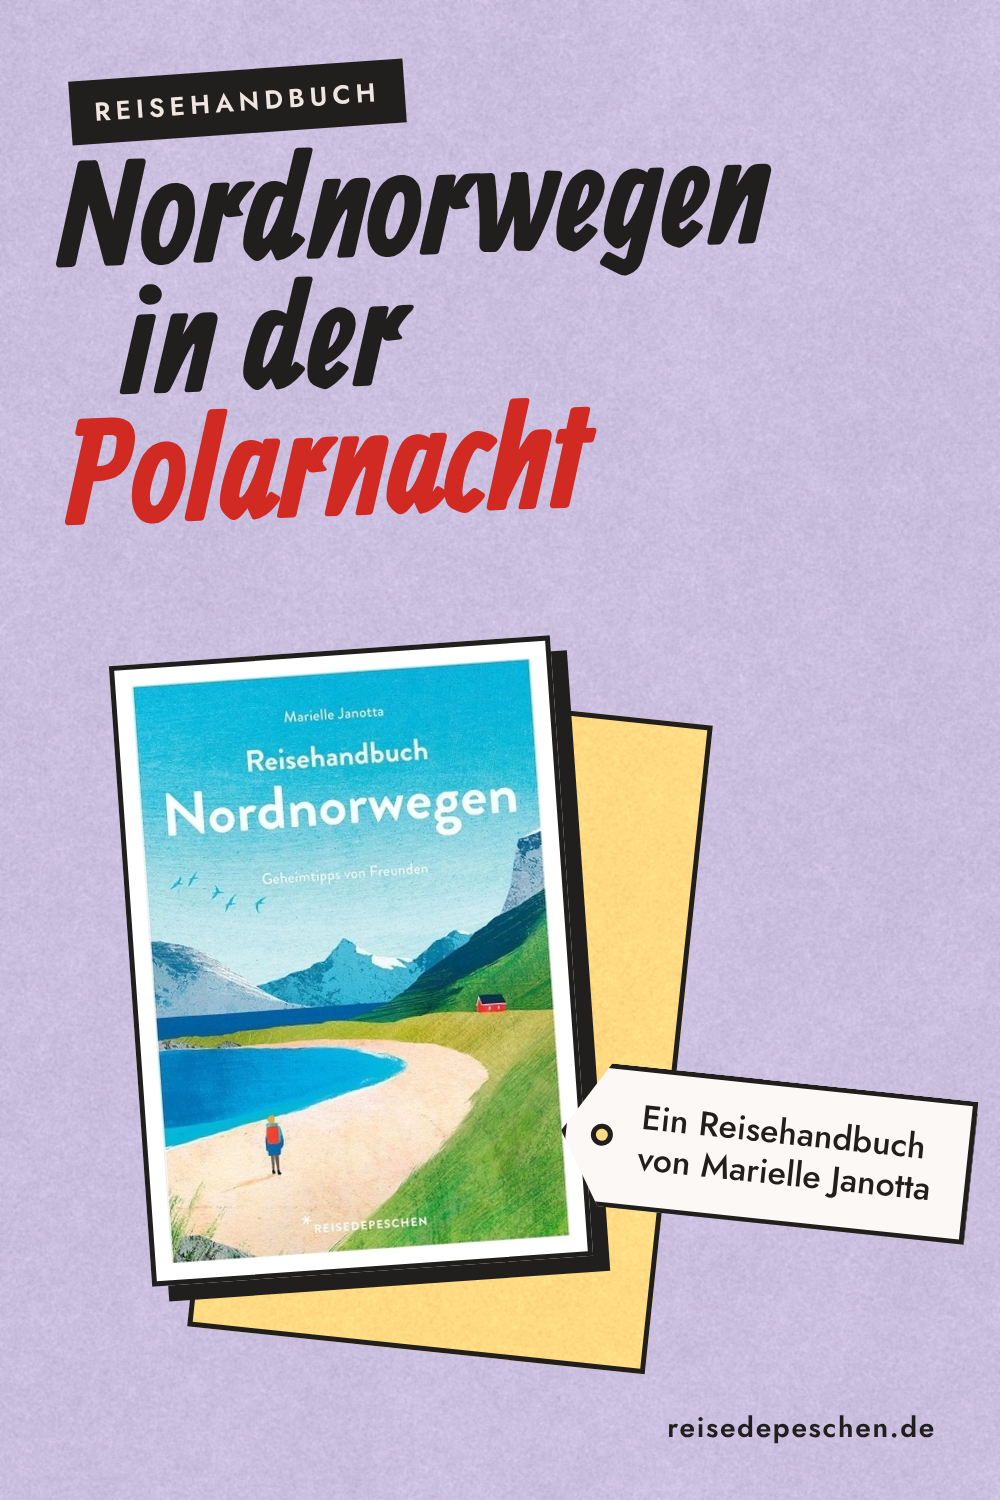 REISEHANDBUCH
Nordnorwegen
in der
Polarnacht
Marielle Janotta
Reisehandbuch
Nordnorwegen
Geheimtipps von Freunden
*REISEDEPESCHEN
Ein Reisehandbuch
von Marielle Janotta
reisedepeschen.de